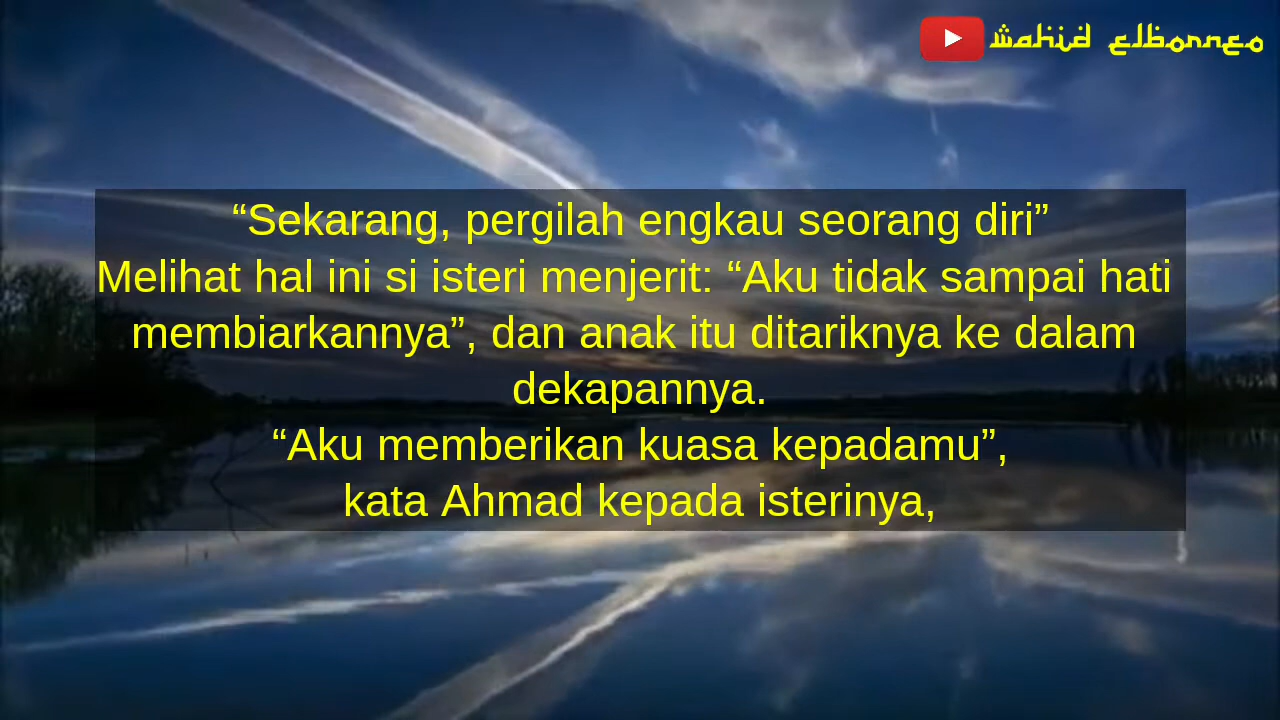 Wahid elborneo
“Sekarang, pergilah engkau seorang diri”
Melihat hal ini si isteri menjerit: “Aku tidak sampai hati
membiarkannya”, dan anak itu ditariknya ke dalam
dekapannya.
“Aku memberikan kuasa kepadamu”,
kata Ahmad kepada isterinya,